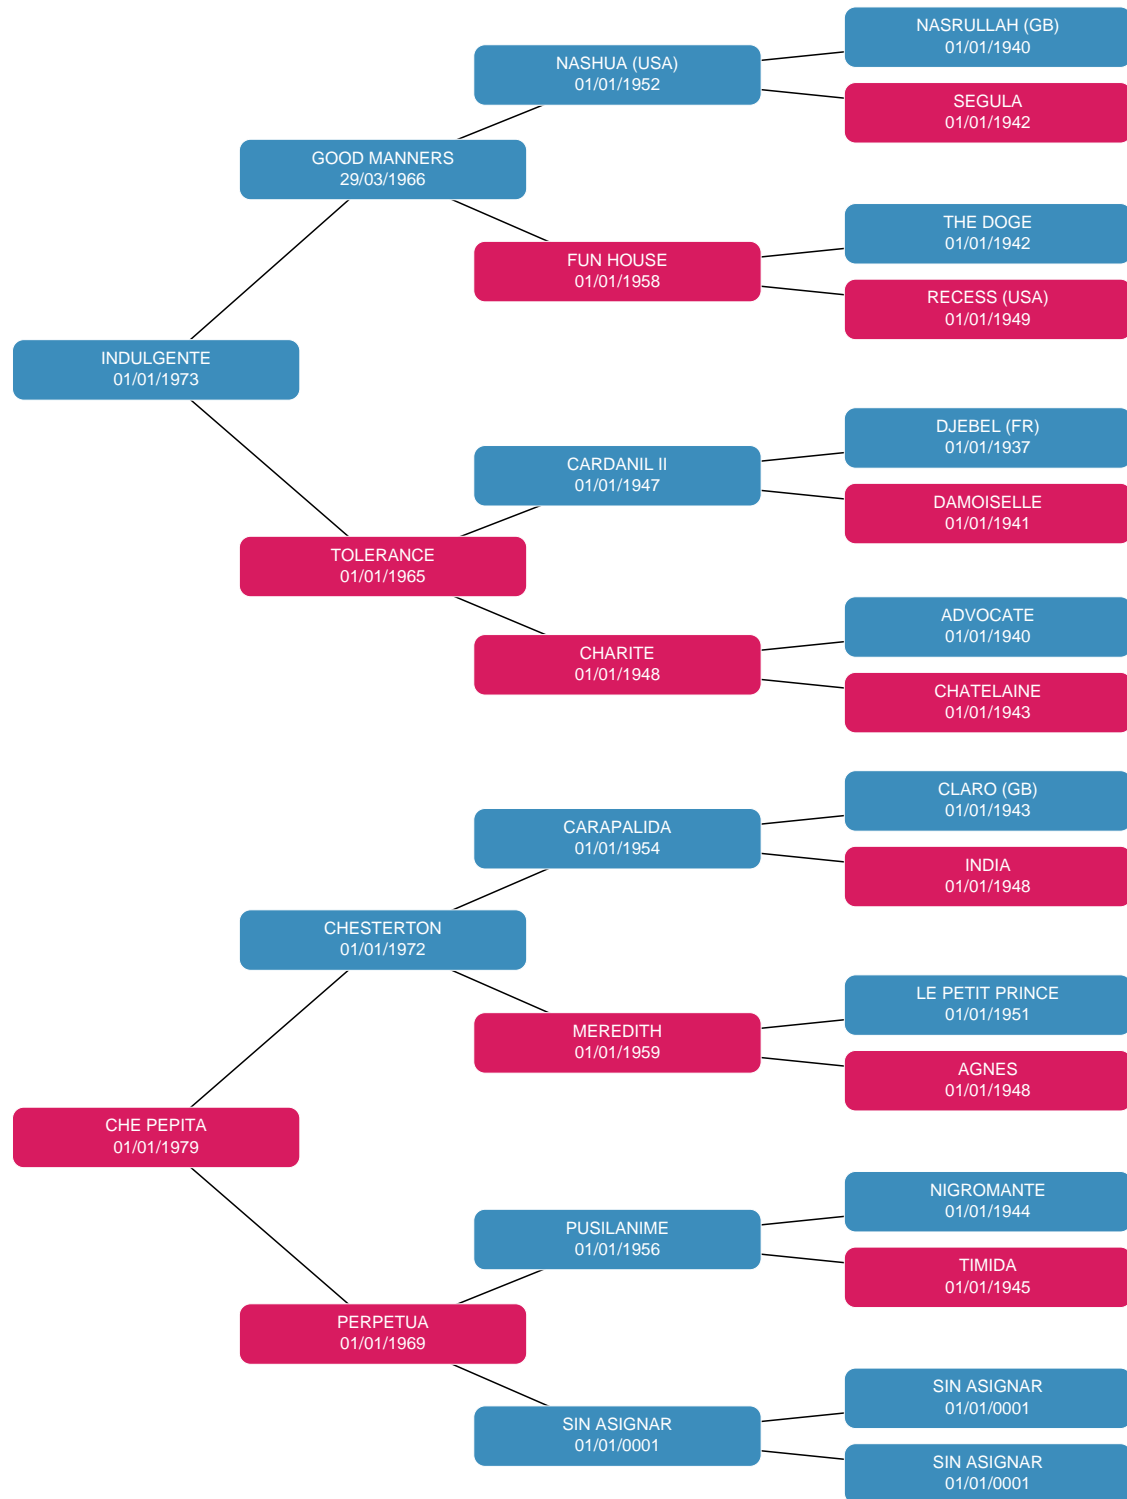 NASRULLAH (GB)
01/01/1940
NASHUA (USA)
01/01/1952
SEGULA
01/01/1942
GOOD MANNERS
29/03/1966
THE DOGE
01/01/1942
FUN HOUSE
01/01/1958
RECESS (USA)
01/01/1949
INDULGENTE
01/01/1973
DJEBEL (FR)
01/01/1937
CARDANIL II
01/01/1947
DAMOISELLE
01/01/1941
TOLERANCE
01/01/1965
ADVOCATE
01/01/1940
CHARITE
01/01/1948
CHATELAINE
01/01/1943
CLARO (GB)
01/01/1943
CARAPALIDA
01/01/1954
INDIA
01/01/1948
CHESTERTON
01/01/1972
LE PETIT PRINCE
01/01/1951
MEREDITH
01/01/1959
AGNES
01/01/1948
CHE PEPITA
01/01/1979
NIGROMANTE
01/01/1944
PUSILANIME
01/01/1956
TIMIDA
01/01/1945
PERPETUA
01/01/1969
SIN ASIGNAR
01/01/0001
SIN ASIGNAR
01/01/0001
SIN ASIGNAR
01/01/0001